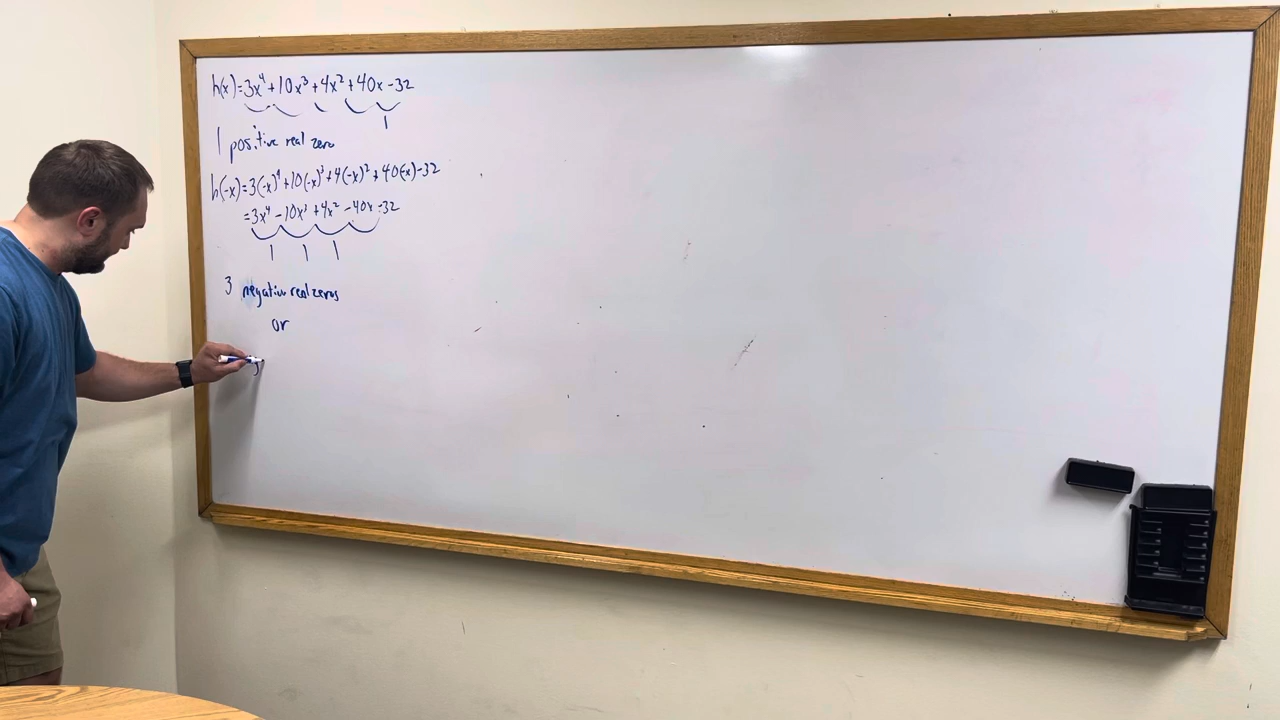 h(x)=3x⁴+10x³+4x²+40x-32
1
1 positive real zero
h(-x)=3(-x)⁴+10(-x)³+4(-x)²+40(-x)-32
=3x⁴-10x³+4x²-40x-32
1 1 1
3 negative real zeros
or